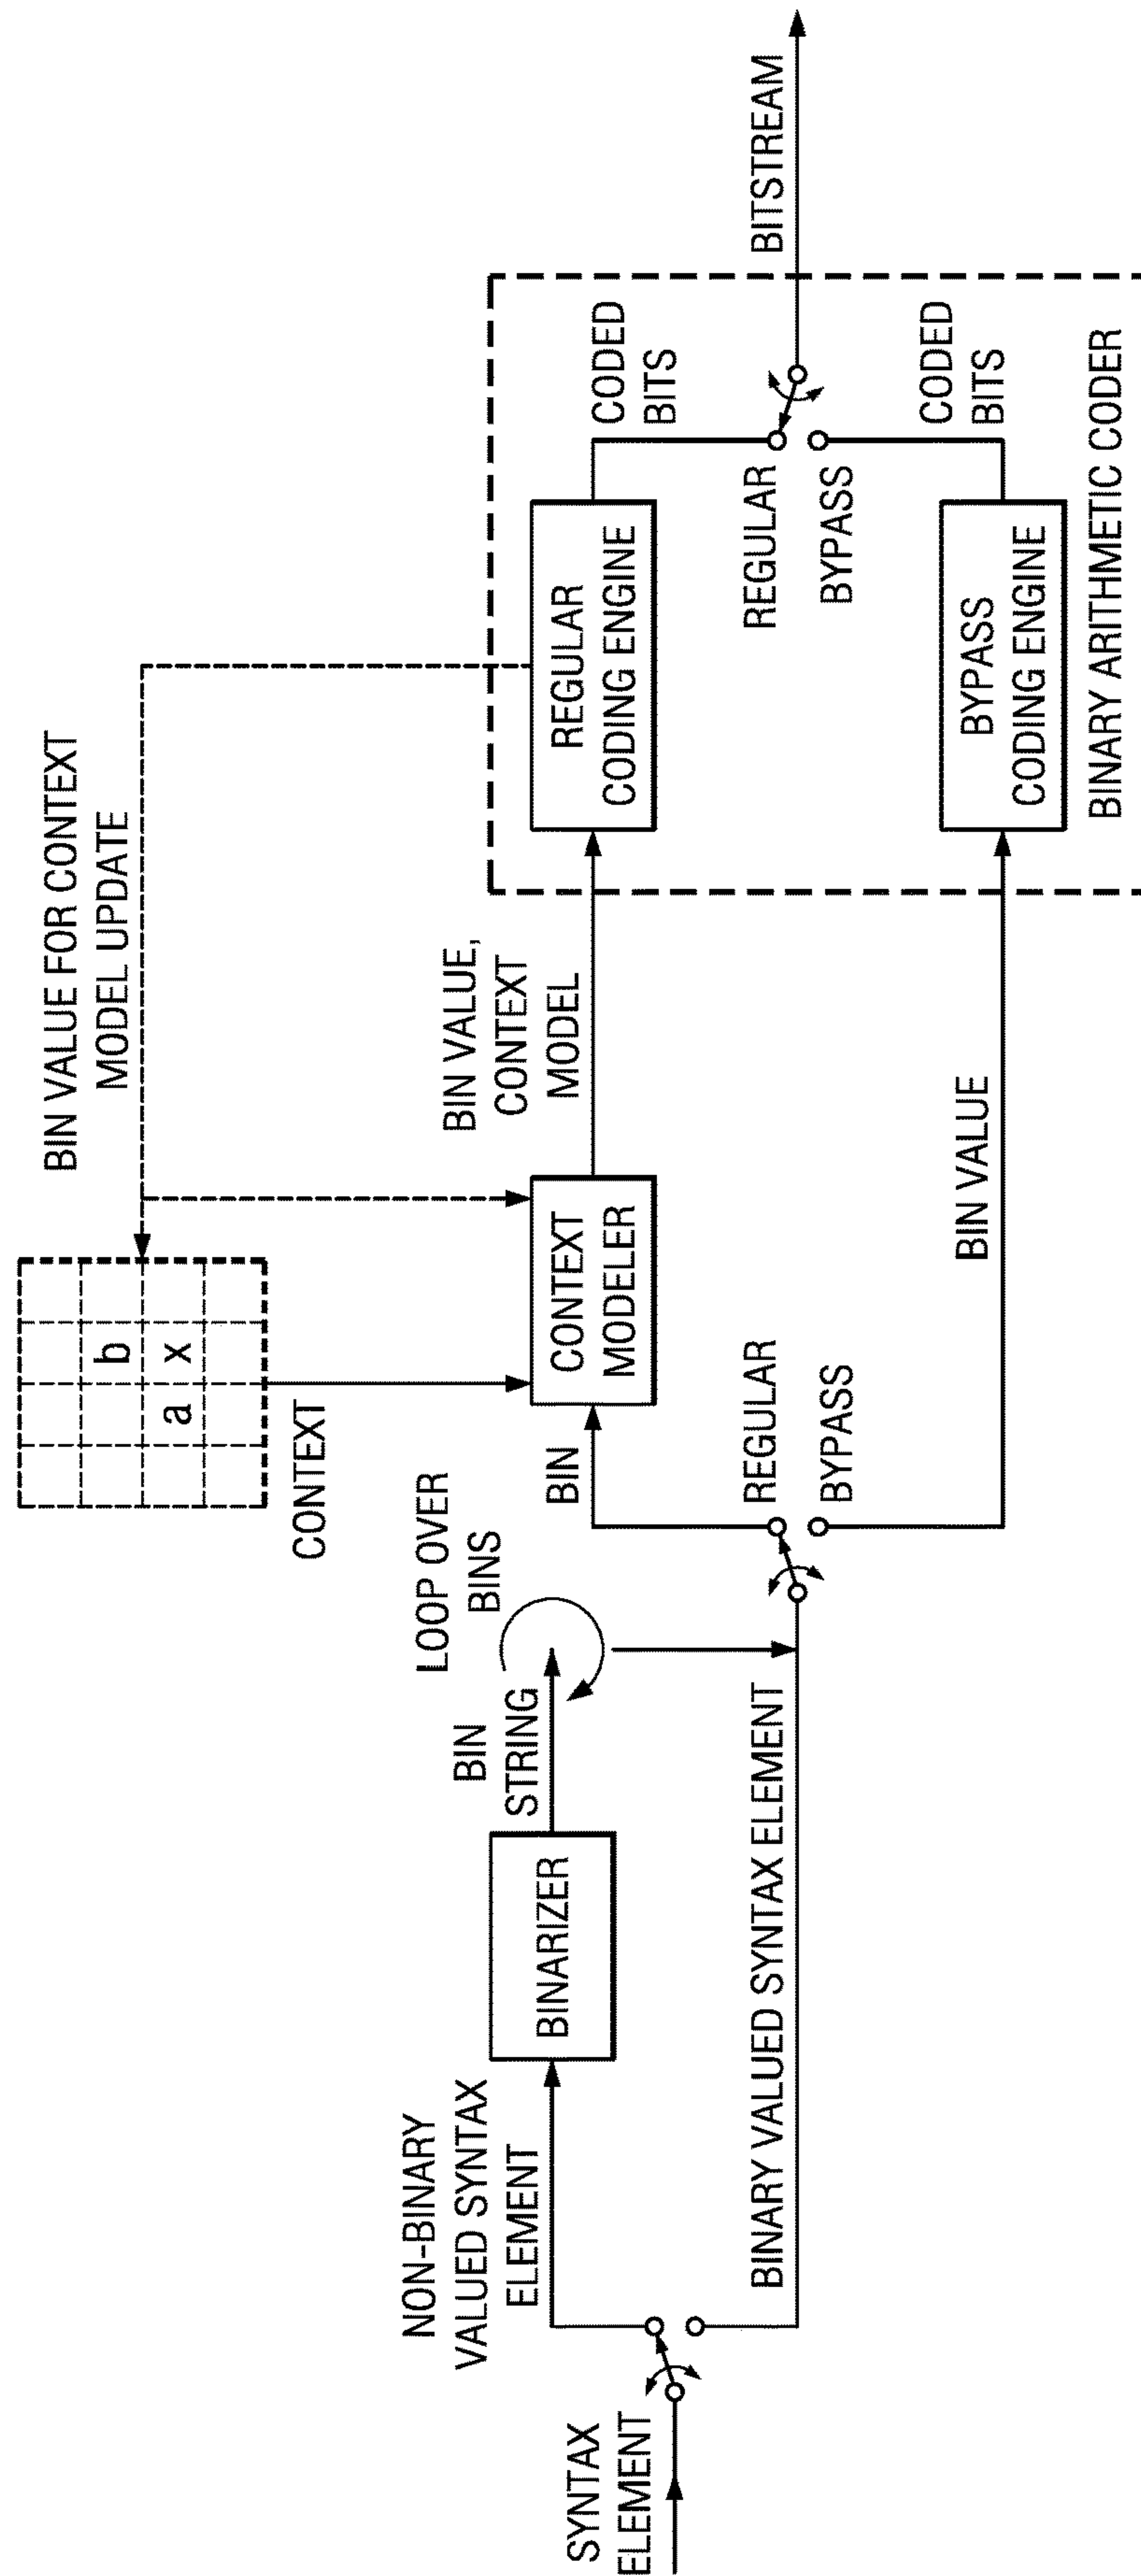 SYNTAX
ELEMENT
NON-BINARY
VALUED SYNTAX
ELEMENT
BINARIZER
BIN
STRING
LOOP OVER
BINS
BINARY VALUED SYNTAX ELEMENT
REGULAR
BYPASS
BIN
CONTEXT
b
a x
CONTEXT
MODELER
BIN VALUE FOR CONTEXT
MODEL UPDATE
BIN VALUE,
CONTEXT
MODEL
BIN VALUE
REGULAR
CODING ENGINE
BYPASS
CODING ENGINE
CODED
BITS
REGULAR
BYPASS
CODED
BITS
BINARY ARITHMETIC CODER
BITSTREAM